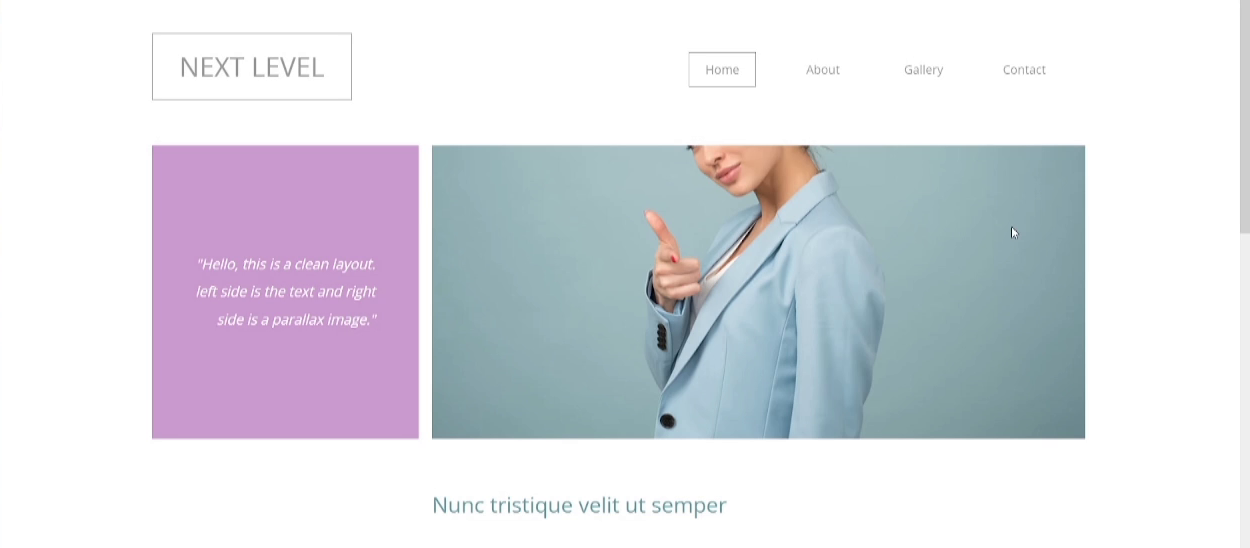 NEXT LEVEL
Home About Gallery Contact
"Hello, this is a clean layout.
left side is the text and right
side is a parallax image."
Nunc tristique velit ut semper